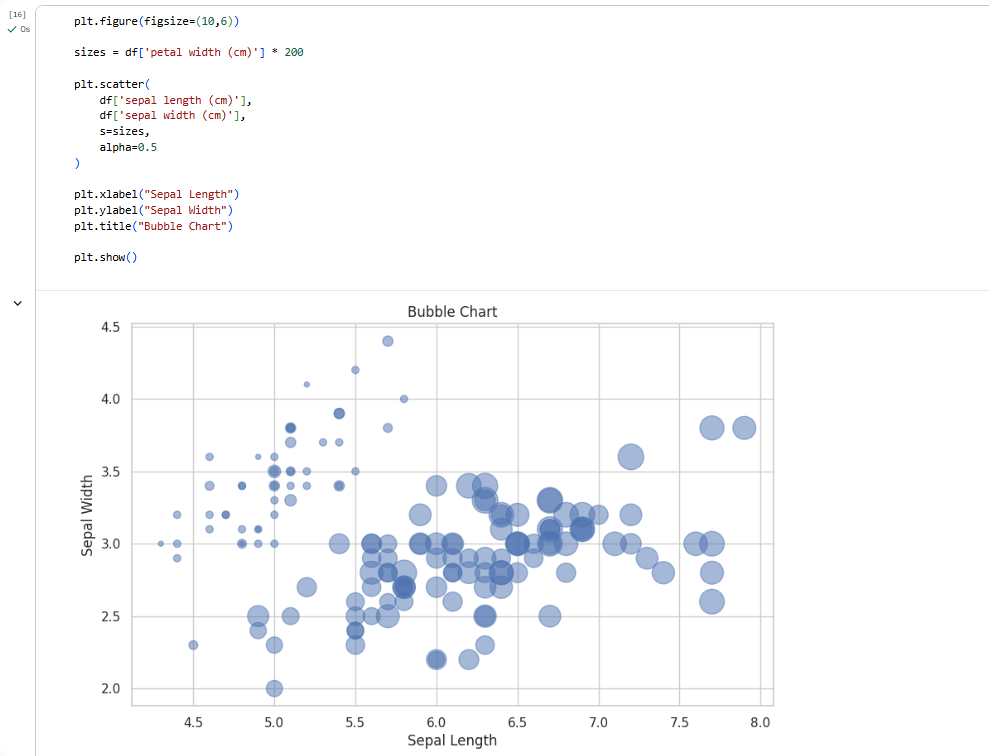 [16]
0s
plt.figure(figsize=(10,6))
sizes = df['petal width (cm)'] * 200
plt.scatter(
    df['sepal length (cm)'],
    df['sepal width (cm)'],
    s=sizes,
    alpha=0.5
)
plt.xlabel("Sepal Length")
plt.ylabel("Sepal Width")
plt.title("Bubble Chart")
plt.show()
Bubble Chart
4.5
4.0
3.5
3.0
2.5
2.0
Sepal Width
4.5 5.0 5.5 6.0 6.5 7.0 7.5 8.0
Sepal Length